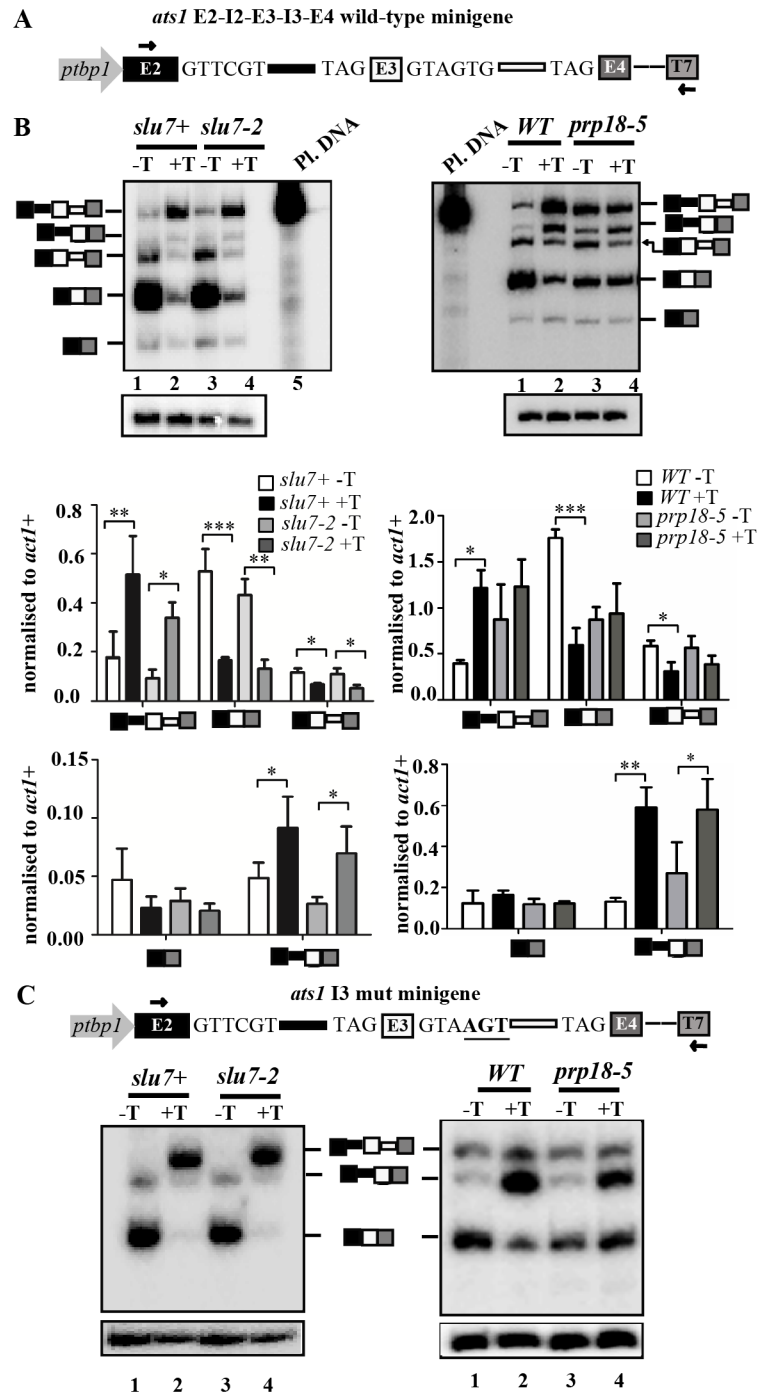 A
ats1 E2-I2-E3-I3-E4 wild-type minigene
ptbp1 E2 GTTCGT TAG E3 GTAGTG TAG E4 T7
B
slu7+ slu7-2 Pl. DNA
-T +T -T +T
1 2 3 4 5
Pl. DNA WT prp18-5
-T +T -T +T
1 2 3 4
normalised to act1+
0.8
0.6
0.4
0.2
0.0
** * *** ** * *
slu7+ -T
slu7+ +T
slu7-2 -T
slu7-2 +T
normalised to act1+
2.0
1.5
1.0
0.5
0.0
* *** *
WT -T
WT +T
prp18-5 -T
prp18-5 +T
normalised to act1+
0.15
0.10
0.05
0.00
* *
normalised to act1+
0.8
0.6
0.4
0.2
0.0
** *
C
ats1 I3 mut minigene
ptbp1 E2 GTTCGT TAG E3 GTAAGT TAG E4 T7
slu7+ slu7-2
-T +T -T +T
1 2 3 4
WT prp18-5
-T +T -T +T
1 2 3 4